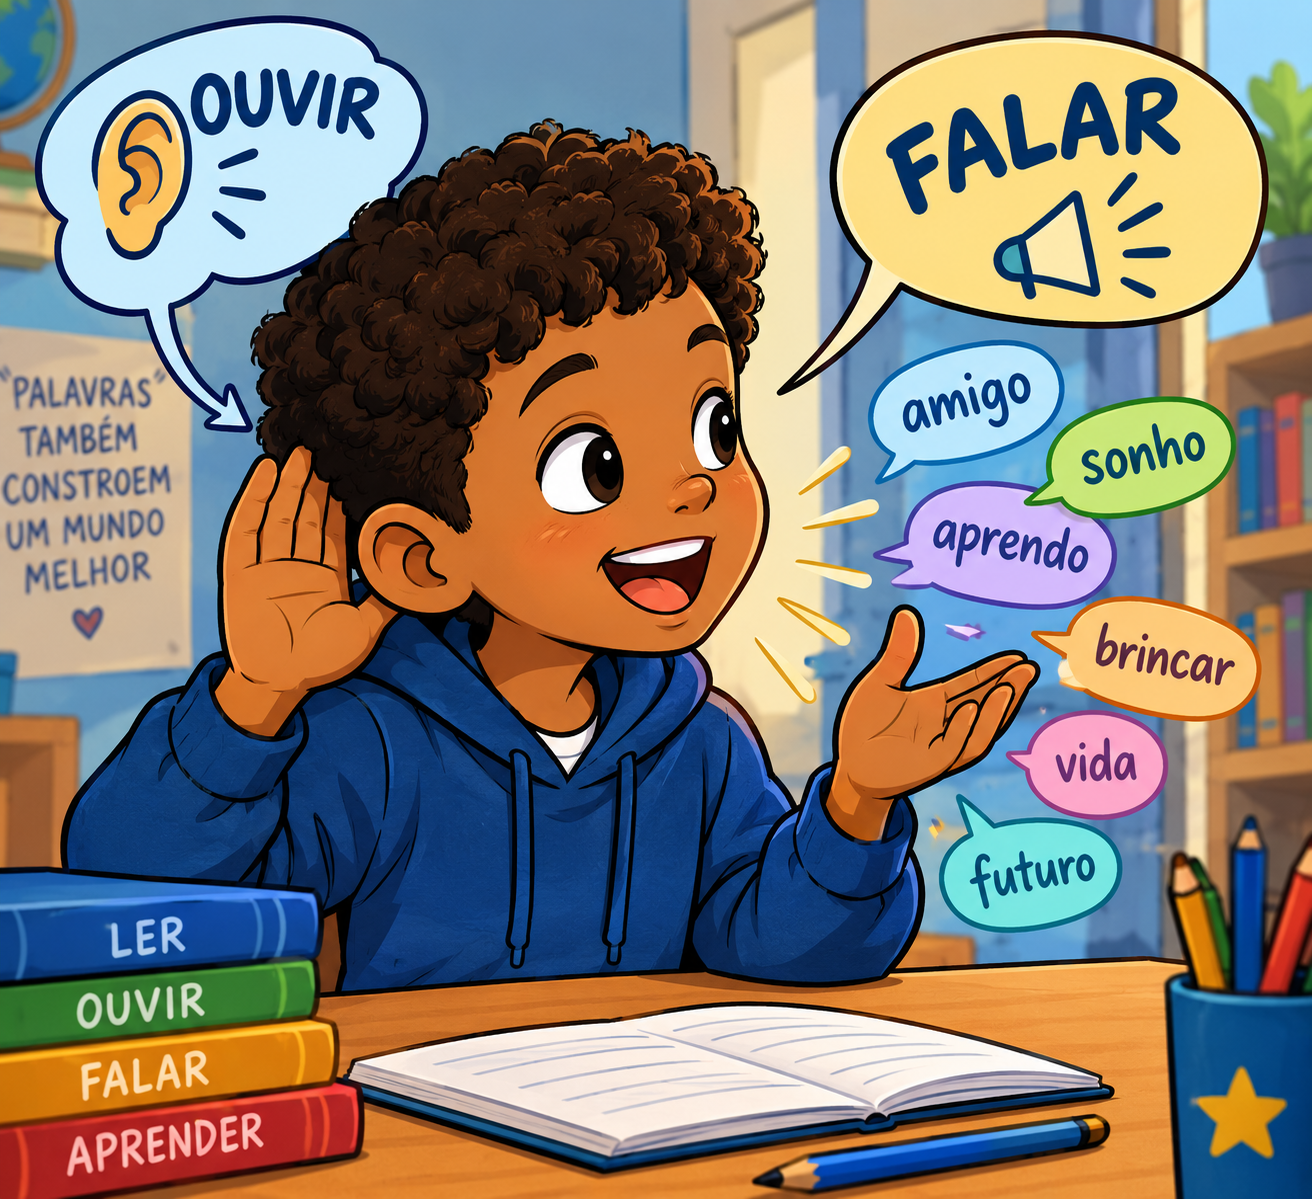 OUVIR
FALAR
"PALAVRAS"
TAMBÉM
CONSTROEM
UM MUNDO
MELHOR
amigo
sonho
aprendo
brincar
vida
futuro
LER
OUVIR
FALAR
APRENDER